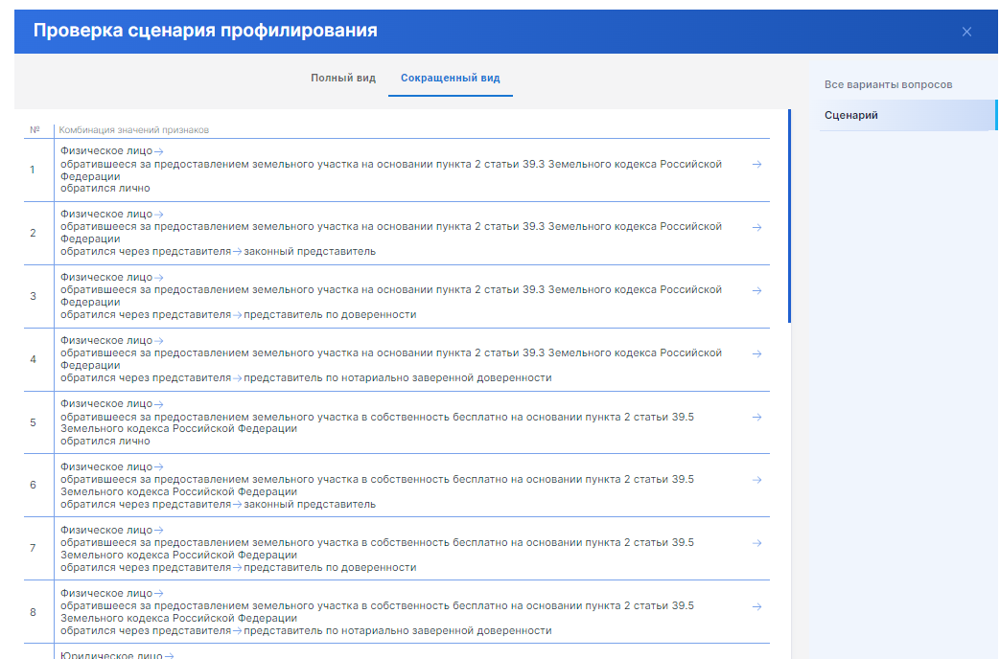 Проверка сценария профилирования
Полный вид
Сокращенный вид
Все варианты вопросов
Сценарий
№
Комбинация значений признаков
1
Физическое лицо→
обратившееся за предоставлением земельного участка на основании пункта 2 статьи 39.3 Земельного кодекса Российской
Федерации
обратился лично
2
Физическое лицо→
обратившееся за предоставлением земельного участка на основании пункта 2 статьи 39.3 Земельного кодекса Российской
Федерации
обратился через представителя→законный представитель
3
Физическое лицо→
обратившееся за предоставлением земельного участка на основании пункта 2 статьи 39.3 Земельного кодекса Российской
Федерации
обратился через представителя→представитель по доверенности
4
Физическое лицо→
обратившееся за предоставлением земельного участка на основании пункта 2 статьи 39.3 Земельного кодекса Российской
Федерации
обратился через представителя→представитель по нотариально заверенной доверенности
5
Физическое лицо→
обратившееся за предоставлением земельного участка в собственность бесплатно на основании пункта 2 статьи 39.5
Земельного кодекса Российской Федерации
обратился лично
6
Физическое лицо→
обратившееся за предоставлением земельного участка в собственность бесплатно на основании пункта 2 статьи 39.5
Земельного кодекса Российской Федерации
обратился через представителя→законный представитель
7
Физическое лицо→
обратившееся за предоставлением земельного участка в собственность бесплатно на основании пункта 2 статьи 39.5
Земельного кодекса Российской Федерации
обратился через представителя→представитель по доверенности
8
Физическое лицо→
обратившееся за предоставлением земельного участка в собственность бесплатно на основании пункта 2 статьи 39.5
Земельного кодекса Российской Федерации
обратился через представителя→представитель по нотариально заверенной доверенности
Юридическое лицо→